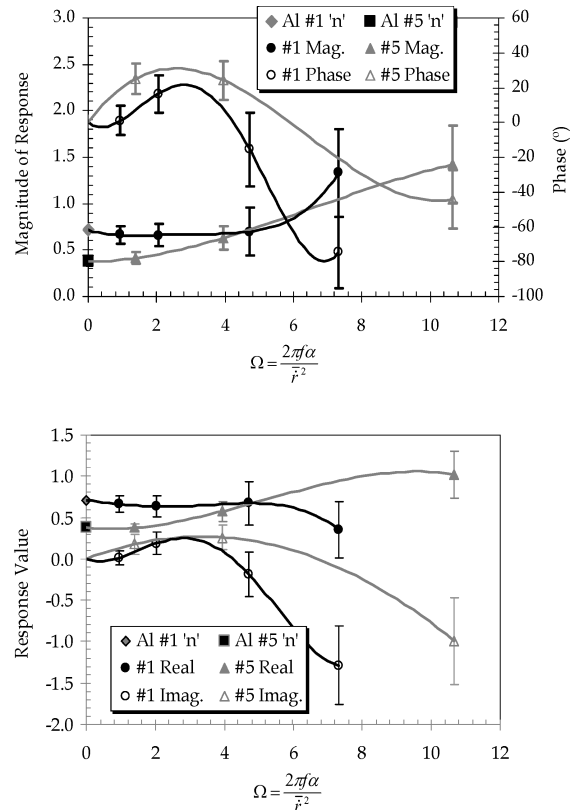 Al #1 'n' Al #5 'n'
#1 Mag. #5 Mag.
#1 Phase #5 Phase
Magnitude of Response
3.0
2.5
2.0
1.5
1.0
0.5
0.0
60
40
20
0
-20
-40
-60
-80
-100
Phase (º)
0 2 4 6 8 10 12
Ω = 2πfα / r̄̇ ²
Response Value
1.5
1.0
0.5
0.0
-0.5
-1.0
-1.5
-2.0
Al #1 'n' Al #5 'n'
#1 Real #5 Real
#1 Imag. #5 Imag.
0 2 4 6 8 10 12
Ω = 2πfα / r̄̇ ²